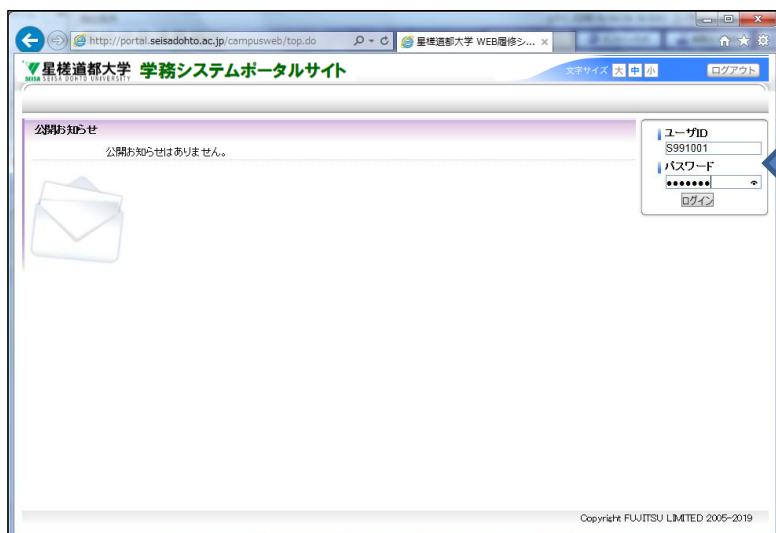 http://portal.seisadohto.ac.jp/campusweb/top.do
星槎道都大学 WEB履修シ...
星槎道都大学 学務システムポータルサイト
SEISA DOHTO UNIVERSITY
文字サイズ 大 中 小
ログアウト
公開お知らせ
公開お知らせはありません。
ユーザID
S991001
パスワード
●●●●●●●
ログイン
Copyright FUJITSU LIMITED 2005-2019